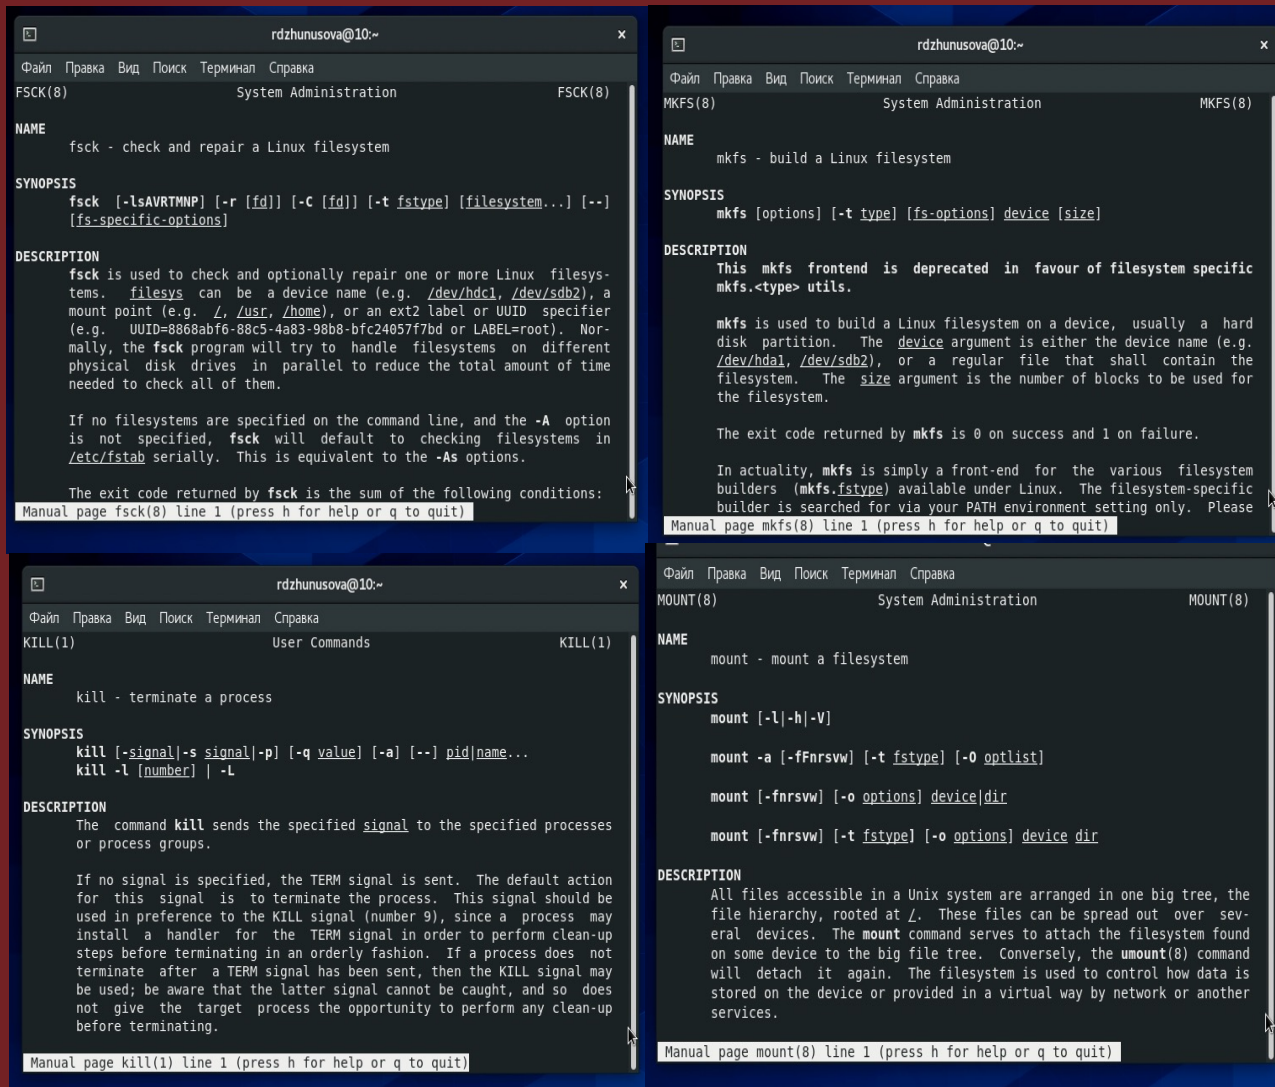 rdzhunusova@10:~ ×
Файл Правка Вид Поиск Терминал Справка
FSCK(8) System Administration FSCK(8)
NAME
fsck - check and repair a Linux filesystem
SYNOPSIS
fsck [-lsAVRTMNP] [-r [fd]] [-C [fd]] [-t fstype] [filesystem...] [--]
[fs-specific-options]
DESCRIPTION
fsck is used to check and optionally repair one or more Linux filesys-
tems. filesys can be a device name (e.g. /dev/hdc1, /dev/sdb2), a
mount point (e.g. /, /usr, /home), or an ext2 label or UUID specifier
(e.g. UUID=8868abf6-88c5-4a83-98b8-bfc24057f7bd or LABEL=root). Nor-
mally, the fsck program will try to handle filesystems on different
physical disk drives in parallel to reduce the total amount of time
needed to check all of them.
If no filesystems are specified on the command line, and the -A option
is not specified, fsck will default to checking filesystems in
/etc/fstab serially. This is equivalent to the -As options.
The exit code returned by fsck is the sum of the following conditions:
Manual page fsck(8) line 1 (press h for help or q to quit)
rdzhunusova@10:~ ×
Файл Правка Вид Поиск Терминал Справка
MKFS(8) System Administration MKFS(8)
NAME
mkfs - build a Linux filesystem
SYNOPSIS
mkfs [options] [-t type] [fs-options] device [size]
DESCRIPTION
This mkfs frontend is deprecated in favour of filesystem specific
mkfs.<type> utils.
mkfs is used to build a Linux filesystem on a device, usually a hard
disk partition. The device argument is either the device name (e.g.
/dev/hda1, /dev/sdb2), or a regular file that shall contain the
filesystem. The size argument is the number of blocks to be used for
the filesystem.
The exit code returned by mkfs is 0 on success and 1 on failure.
In actuality, mkfs is simply a front-end for the various filesystem
builders (mkfs.fstype) available under Linux. The filesystem-specific
builder is searched for via your PATH environment setting only. Please
Manual page mkfs(8) line 1 (press h for help or q to quit)
rdzhunusova@10:~ ×
Файл Правка Вид Поиск Терминал Справка
KILL(1) User Commands KILL(1)
NAME
kill - terminate a process
SYNOPSIS
kill [-signal|-s signal|-p] [-q value] [-a] [--] pid|name...
kill -l [number] | -L
DESCRIPTION
The command kill sends the specified signal to the specified processes
or process groups.
If no signal is specified, the TERM signal is sent. The default action
for this signal is to terminate the process. This signal should be
used in preference to the KILL signal (number 9), since a process may
install a handler for the TERM signal in order to perform clean-up
steps before terminating in an orderly fashion. If a process does not
terminate after a TERM signal has been sent, then the KILL signal may
be used; be aware that the latter signal cannot be caught, and so does
not give the target process the opportunity to perform any clean-up
before terminating.
Manual page kill(1) line 1 (press h for help or q to quit)
Файл Правка Вид Поиск Терминал Справка
MOUNT(8) System Administration MOUNT(8)
NAME
mount - mount a filesystem
SYNOPSIS
mount [-l|-h|-V]
mount -a [-fFnrsvw] [-t fstype] [-O optlist]
mount [-fnrsvw] [-o options] device|dir
mount [-fnrsvw] [-t fstype] [-o options] device dir
DESCRIPTION
All files accessible in a Unix system are arranged in one big tree, the
file hierarchy, rooted at /. These files can be spread out over sev-
eral devices. The mount command serves to attach the filesystem found
on some device to the big file tree. Conversely, the umount(8) command
will detach it again. The filesystem is used to control how data is
stored on the device or provided in a virtual way by network or another
services.
Manual page mount(8) line 1 (press h for help or q to quit)